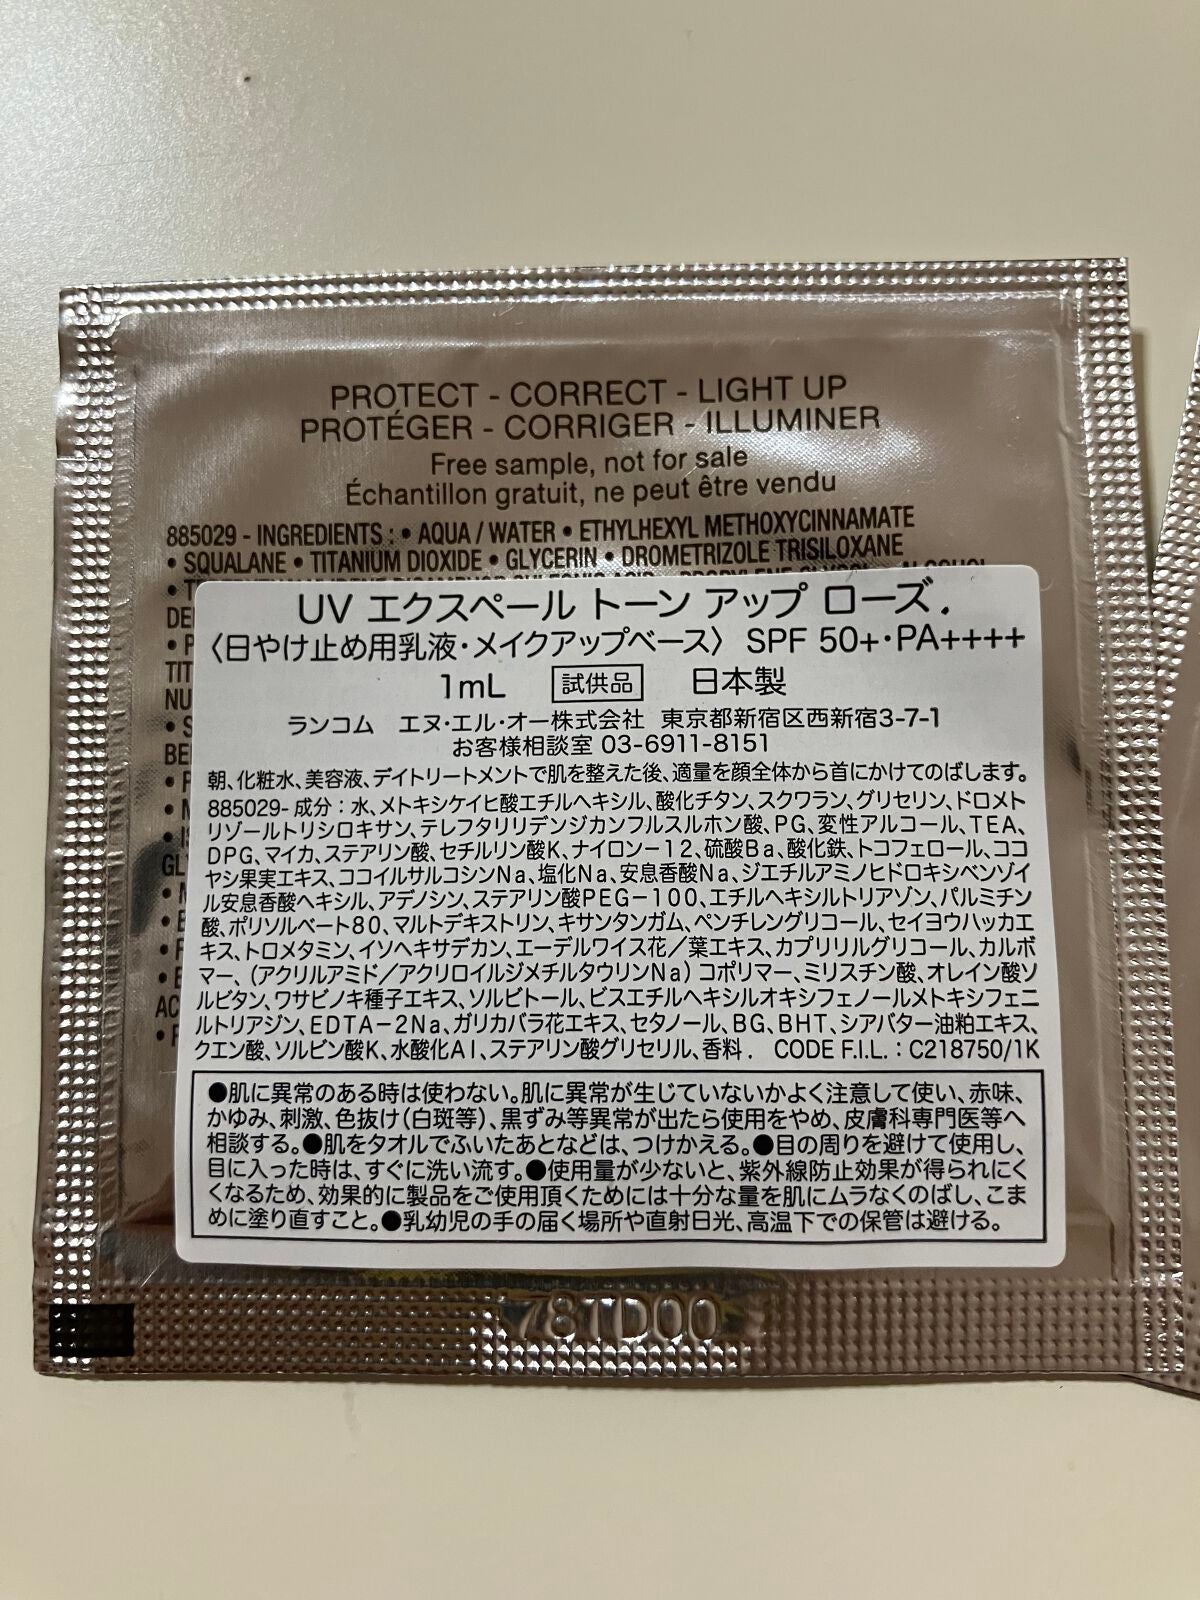 PROTECT - CORRECT - LIGHT UP
PROTÉGER - CORRIGER - ILLUMINER
Free sample, not for sale
Échantillon gratuit, ne peut être vendu
885029 - INGREDIENTS : • AQUA / WATER • ETHYLHEXYL METHOXYCINNAMATE
• SQUALANE • TITANIUM DIOXIDE • GLYCERIN • DROMETRIZOLE TRISILOXANE
UV エクスペール トーン アップ ローズ.
〈日やけ止め用乳液・メイクアップベース〉 SPF 50+・PA++++
1mL 試供品 日本製
ランコム エヌ・エル・オー株式会社 東京都新宿区西新宿3-7-1
お客様相談室 03-6911-8151
朝、化粧水、美容液、デイトリートメントで肌を整えた後、適量を顔全体から首にかけてのばします。
885029- 成分：水、メトキシケイヒ酸エチルヘキシル、酸化チタン、スクワラン、グリセリン、ドロメト
リゾールトリシロキサン、テレフタリリデンジカンフルスルホン酸、PG、変性アルコール、TEA、
DPG、マイカ、ステアリン酸、セチルリン酸K、ナイロン－12、硫酸Ba、酸化鉄、トコフェロール、ココ
ヤシ果実エキス、ココイルサルコシンNa、塩化Na、安息香酸Na、ジエチルアミノヒドロキシベンゾイ
ル安息香酸ヘキシル、アデノシン、ステアリン酸PEG－100、エチルヘキシルトリアゾン、パルミチン
酸、ポリソルベート80、マルトデキストリン、キサンタンガム、ペンチレングリコール、セイヨウハッカエ
キス、トロメタミン、イソヘキサデカン、エーデルワイス花／葉エキス、カプリリルグリコール、カルボ
マー、（アクリルアミド／アクリロイルジメチルタウリンNa）コポリマー、ミリスチン酸、オレイン酸ソ
ルビタン、ワサビノキ種子エキス、ソルビトール、ビスエチルヘキシルオキシフェノールメトキシフェニ
ルトリアジン、EDTA－2Na、ガリカバラ花エキス、セタノール、BG、BHT、シアバター油粕エキス、
クエン酸、ソルビン酸K、水酸化Al、ステアリン酸グリセリル、香料． CODE F.I.L. : C218750/1K
●肌に異常のある時は使わない。肌に異常が生じていないかよく注意して使い、赤味、
かゆみ、刺激、色抜け（白斑等）、黒ずみ等異常が出たら使用をやめ、皮膚科専門医等へ
相談する。●肌をタオルでふいたあとなどは、つけかえる。●目の周りを避けて使用し、
目に入った時は、すぐに洗い流す。●使用量が少ないと、紫外線防止効果が得られにく
くなるため、効果的に製品をご使用頂くためには十分な量を肌にムラなくのばし、こま
めに塗り直すこと。●乳幼児の手の届く場所や直射日光、高温下での保管は避ける。
78TD00